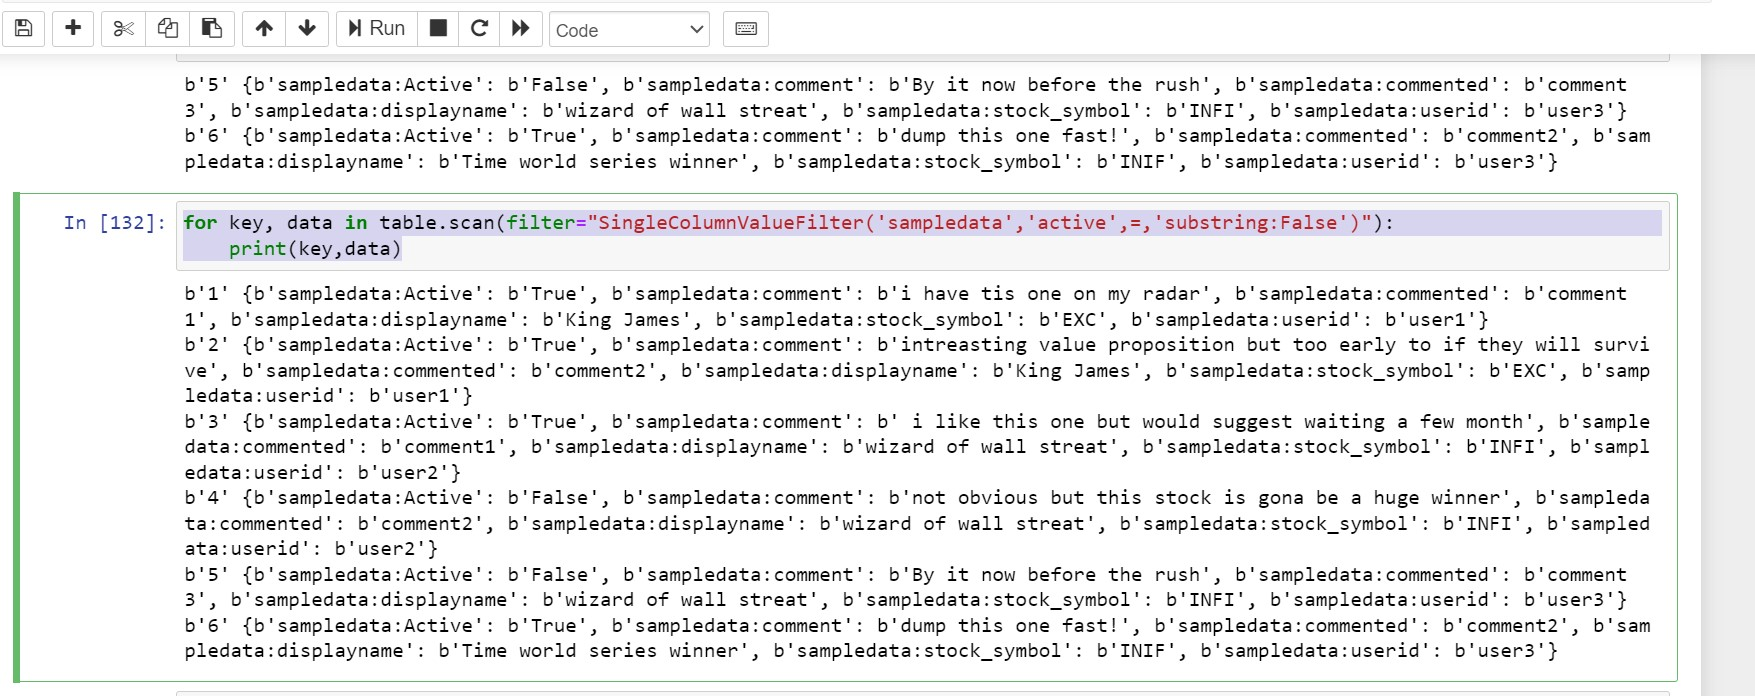 Run
Code
b'5' {b'sampledata:Active': b'False', b'sampledata:comment': b'By it now before the rush', b'sampledata:commented': b'comment
3', b'sampledata:displayname': b'wizard of wall streat', b'sampledata:stock_symbol': b'INFI', b'sampledata:userid': b'user3'}
b'6' {b'sampledata:Active': b'True', b'sampledata:comment': b'dump this one fast!', b'sampledata:commented': b'comment2', b'sam
pledata:displayname': b'Time world series winner', b'sampledata:stock_symbol': b'INIF', b'sampledata:userid': b'user3'}
In [132]: for key, data in table.scan(filter="SingleColumnValueFilter('sampledata','active',=,'substring:False')"):
print(key,data)
b'1' {b'sampledata:Active': b'True', b'sampledata:comment': b'i have tis one on my radar', b'sampledata:commented': b'comment
1', b'sampledata:displayname': b'King James', b'sampledata:stock_symbol': b'EXC', b'sampledata:userid': b'user1'}
b'2' {b'sampledata:Active': b'True', b'sampledata:comment': b'intreasting value proposition but too early to if they will survi
ve', b'sampledata:commented': b'comment2', b'sampledata:displayname': b'King James', b'sampledata:stock_symbol': b'EXC', b'samp
ledata:userid': b'user1'}
b'3' {b'sampledata:Active': b'True', b'sampledata:comment': b' i like this one but would suggest waiting a few month', b'sample
data:commented': b'comment1', b'sampledata:displayname': b'wizard of wall streat', b'sampledata:stock_symbol': b'INFI', b'sampl
edata:userid': b'user2'}
b'4' {b'sampledata:Active': b'False', b'sampledata:comment': b'not obvious but this stock is gona be a huge winner', b'sampleda
ta:commented': b'comment2', b'sampledata:displayname': b'wizard of wall streat', b'sampledata:stock_symbol': b'INFI', b'sampled
ata:userid': b'user2'}
b'5' {b'sampledata:Active': b'False', b'sampledata:comment': b'By it now before the rush', b'sampledata:commented': b'comment
3', b'sampledata:displayname': b'wizard of wall streat', b'sampledata:stock_symbol': b'INFI', b'sampledata:userid': b'user3'}
b'6' {b'sampledata:Active': b'True', b'sampledata:comment': b'dump this one fast!', b'sampledata:commented': b'comment2', b'sam
pledata:displayname': b'Time world series winner', b'sampledata:stock_symbol': b'INIF', b'sampledata:userid': b'user3'}